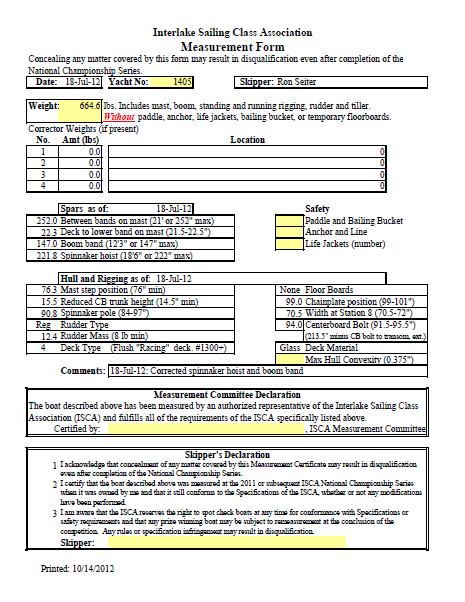 Interlake Sailing Class Association
Measurement Form
Concealing any matter covered by this form may result in disqualification even after completion of the
National Championship Series.
Date: 18-Jul-12 Yacht No: 1405 Skipper: Ron Seiter
Weight: 664.6 lbs. Includes mast, boom, standing and running rigging, rudder and tiller.
Without paddle, anchor, life jackets, bailing bucket, or temporary floorboards.
Corrector Weights (if present)
No. Amt (lbs) Location
1 0.0 0
2 0.0 0
3 0.0 0
4 0.0 0
Spars as of: 18-Jul-12 Safety
252.0 Between bands on mast (21' or 252" max) Paddle and Bailing Bucket
22.3 Deck to lower band on mast (21.5-22.5") Anchor and Line
147.0 Boom band (12'3" or 147" max) Life Jackets (number)
221.8 Spinnaker hoist (18'6" or 222" max)
Hull and Rigging as of: 18-Jul-12
76.3 Mast step position (76" min) None Floor Boards
15.5 Reduced CB trunk height (14.5" min) 99.0 Chainplate position (99-101")
90.8 Spinnaker pole (84-97") 70.5 Width at Station 8 (70.5-72")
Reg Rudder Type 94.0 Centerboard Bolt (91.5-95.5")
12.4 Rudder Mass (8 lb min) (213.5" minus CB bolt to transom, ext.)
4 Deck Type (Flush "Racing" deck. #1300+) Glass Deck Material
Max Hull Convexity (0.375")
Comments: 18-Jul-12: Corrected spinnaker hoist and boom band
Measurement Committee Declaration
The boat described above has been measured by an authorized representative of the Interlake Sailing Class
Association (ISCA) and fulfills all of the requirements of the ISCA specifically listed above.
Certified by: , ISCA Measurement Committee
Skipper's Declaration
1 I acknowledge that concealment of any matter covered by this Measurement Certificate may result in disqualification
even after completion of the National Championship Series.
2 I certify that the boat described above was measured at the 2011 or subsequent ISCA National Championship Series
when it was owned by me and that it still conforms to the Specifications of the ISCA, whether or not any modifications
have been performed.
3 I am aware that the ISCA reserves the right to spot check boats at any time for conformance with Specifications or
safety requirements and that any prize winning boat may be subject to remeasurement at the conclusion of the
competition. Any rules or specification infringement may result in disqualification.
Skipper:
Printed: 10/14/2012